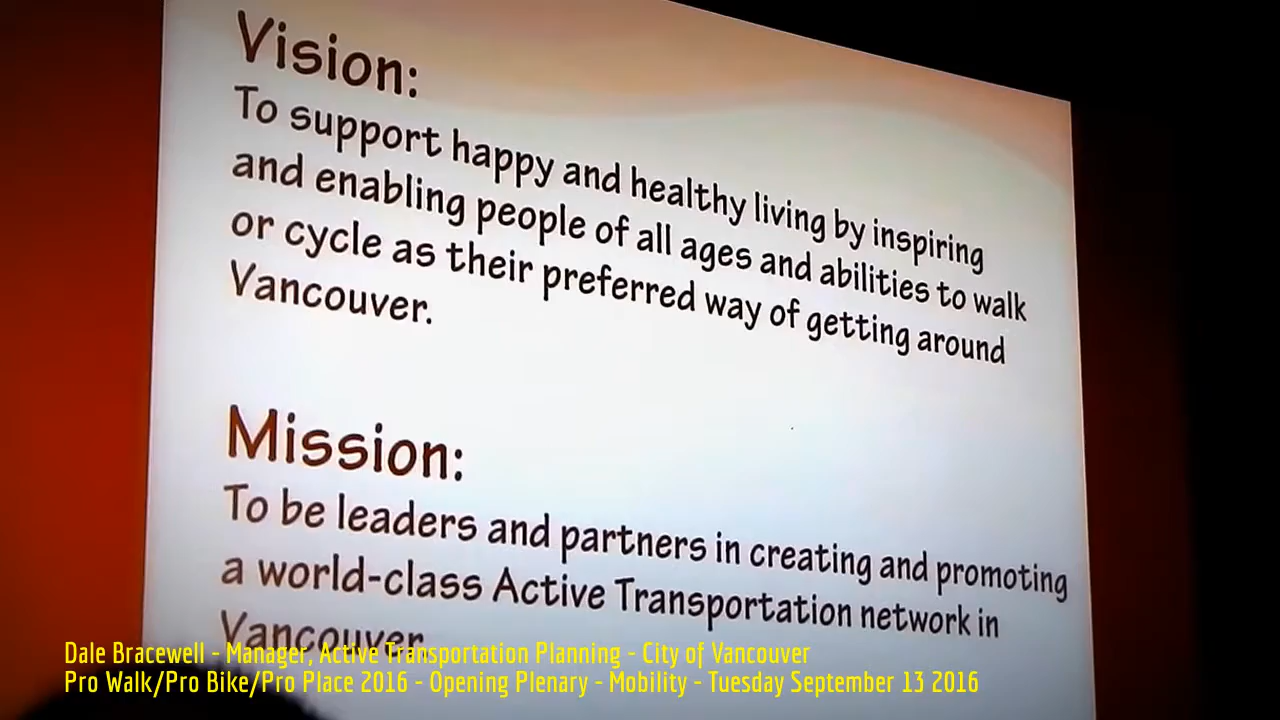 Vision:
To support happy and healthy living by inspiring
and enabling people of all ages and abilities to walk
or cycle as their preferred way of getting around
Vancouver.
Mission:
To be leaders and partners in creating and promoting
a world-class Active Transportation network in
Vancouver
Dale Bracewell - Manager, Active Transportation Planning - City of Vancouver
Pro Walk/Pro Bike/Pro Place 2016 - Opening Plenary - Mobility - Tuesday September 13 2016